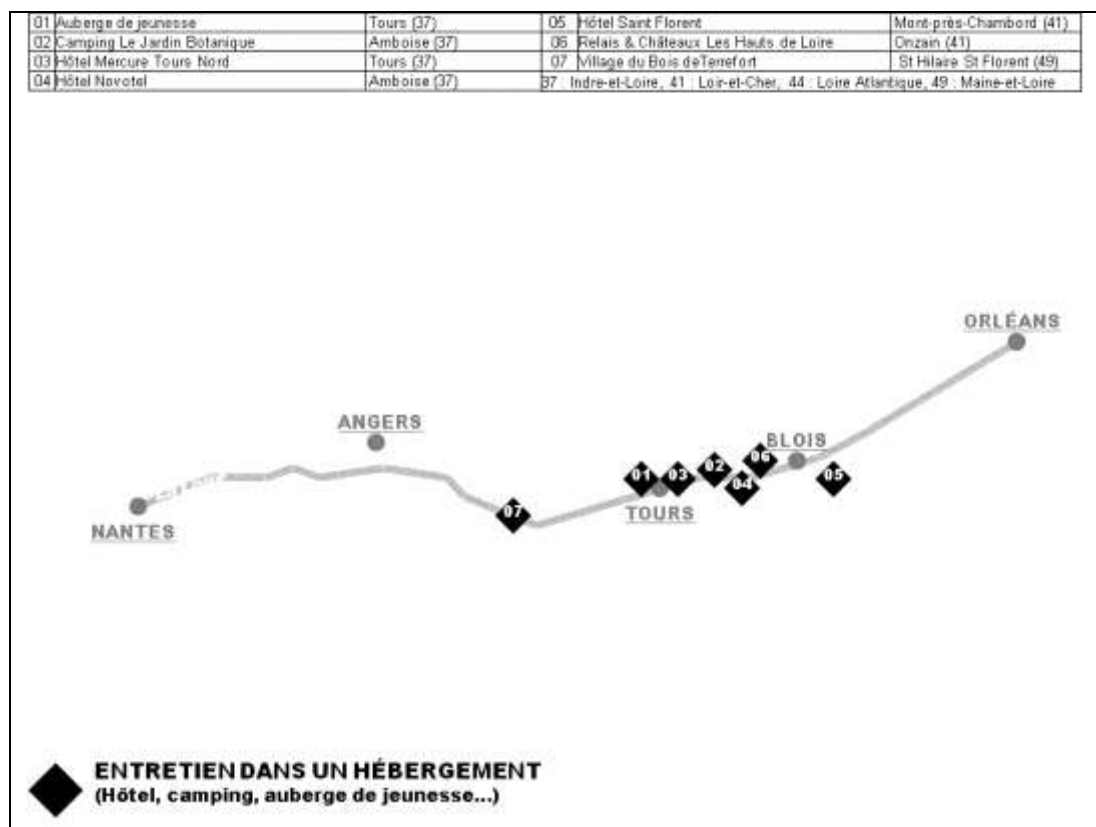 01 Auberge de jeunesse Tours (37) 05 Hôtel Saint Florent Mont-près-Chambord (41)
02 Camping Le Jardin Botanique Amboise (37) 06 Relais & Châteaux Les Hauts de Loire Onzain (41)
03 Hôtel Mercure Tours Nord Tours (37) 07 Village du Bois de Terrefort St Hilaire St Florent (49)
04 Hôtel Novotel Amboise (37) 37 : Indre-et-Loire, 41 : Loir-et-Cher, 44 : Loire Atlantique, 49 : Maine-et-Loire
ORLÉANS
ANGERS
BLOIS
06
01 03 02 04 05
TOURS
07
NANTES
ENTRETIEN DANS UN HÉBERGEMENT
(Hôtel, camping, auberge de jeunesse...)